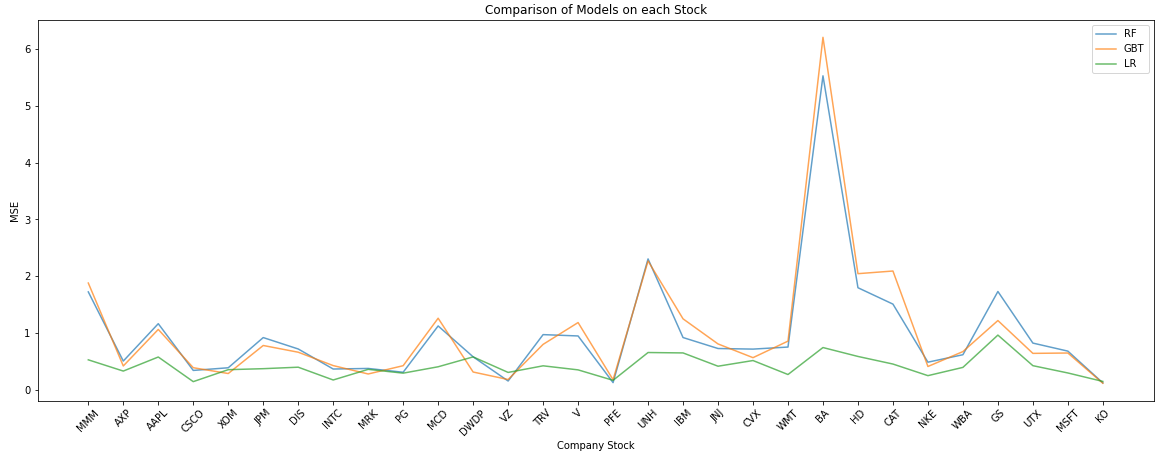 Comparison of Models on each Stock
RF
GBT
LR
6
5
4
3
2
1
0
MSE
MMM
AXP
AAPL
CSCO
XOM
JPM
DIS
INTC
MRK
PG
MCD
DWDP
VZ
TRV
V
PFE
UNH
IBM
JNJ
CVX
WMT
BA
HD
CAT
NKE
WBA
GS
UTX
MSFT
KO
Company Stock